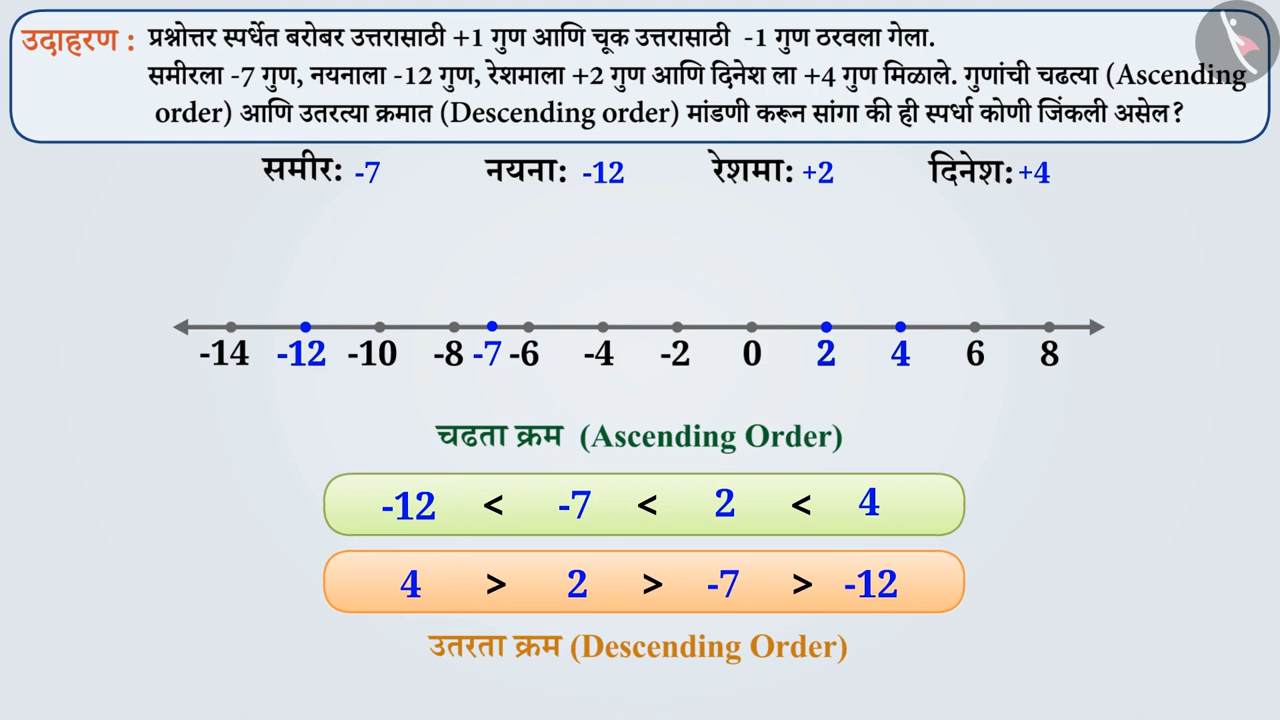 उदाहरण : प्रश्नोत्तर स्पर्धेत बरोबर उत्तरासाठी +1 गुण आणि चूक उत्तरासाठी -1 गुण ठरवला गेला.
समीरला -7 गुण, नयनाला -12 गुण, रेशमाला +2 गुण आणि दिनेश ला +4 गुण मिळाले. गुणांची चढत्या (Ascending
order) आणि उतरत्या क्रमात (Descending order) मांडणी करून सांगा की ही स्पर्धा कोणी जिंकली असेल?
समीर: -7 नयना: -12 रेशमा: +2 दिनेश: +4
-14 -12 -10 -8 -7 -6 -4 -2 0 2 4 6 8
चढता क्रम (Ascending Order)
-12 < -7 < 2 < 4
4 > 2 > -7 > -12
उतरता क्रम (Descending Order)